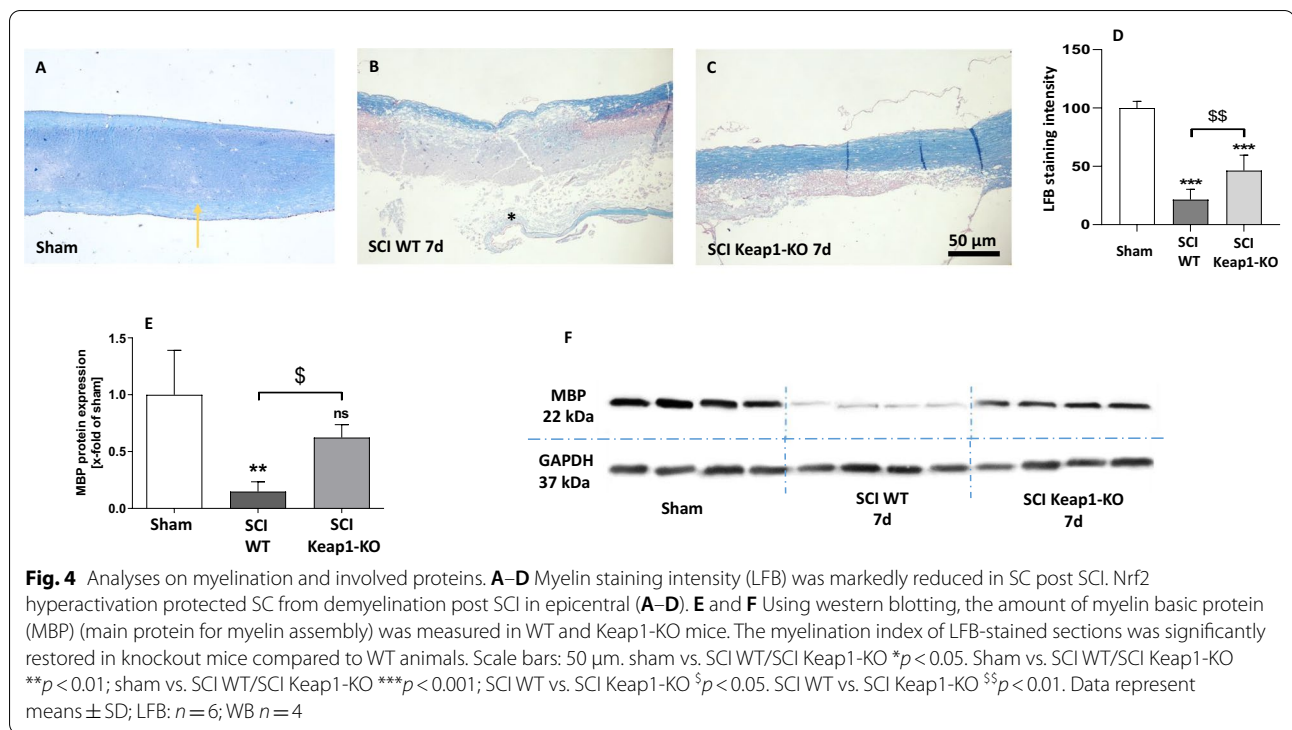 A
Sham
B
*
SCI WT 7d
C
SCI Keap1-KO 7d
50 µm
D
LFB staining intensity
150
100
50
0
$$
***
***
Sham
SCI
WT
SCI
Keap1-KO
E
MBP protein expression
[x-fold of sham]
1.5
1.0
0.5
0.0
$
**
ns
Sham
SCI
WT
SCI
Keap1-KO
F
MBP
22 kDa
GAPDH
37 kDa
Sham
SCI WT
7d
SCI Keap1-KO
7d
Fig. 4 Analyses on myelination and involved proteins. A–D Myelin staining intensity (LFB) was markedly reduced in SC post SCI. Nrf2
hyperactivation protected SC from demyelination post SCI in epicentral (A–D). E and F Using western blotting, the amount of myelin basic protein
(MBP) (main protein for myelin assembly) was measured in WT and Keap1-KO mice. The myelination index of LFB-stained sections was significantly
restored in knockout mice compared to WT animals. Scale bars: 50 µm. sham vs. SCI WT/SCI Keap1-KO *p < 0.05. Sham vs. SCI WT/SCI Keap1-KO
**p < 0.01; sham vs. SCI WT/SCI Keap1-KO ***p < 0.001; SCI WT vs. SCI Keap1-KO $p < 0.05. SCI WT vs. SCI Keap1-KO $$p < 0.01. Data represent
means ± SD; LFB: n = 6; WB n = 4